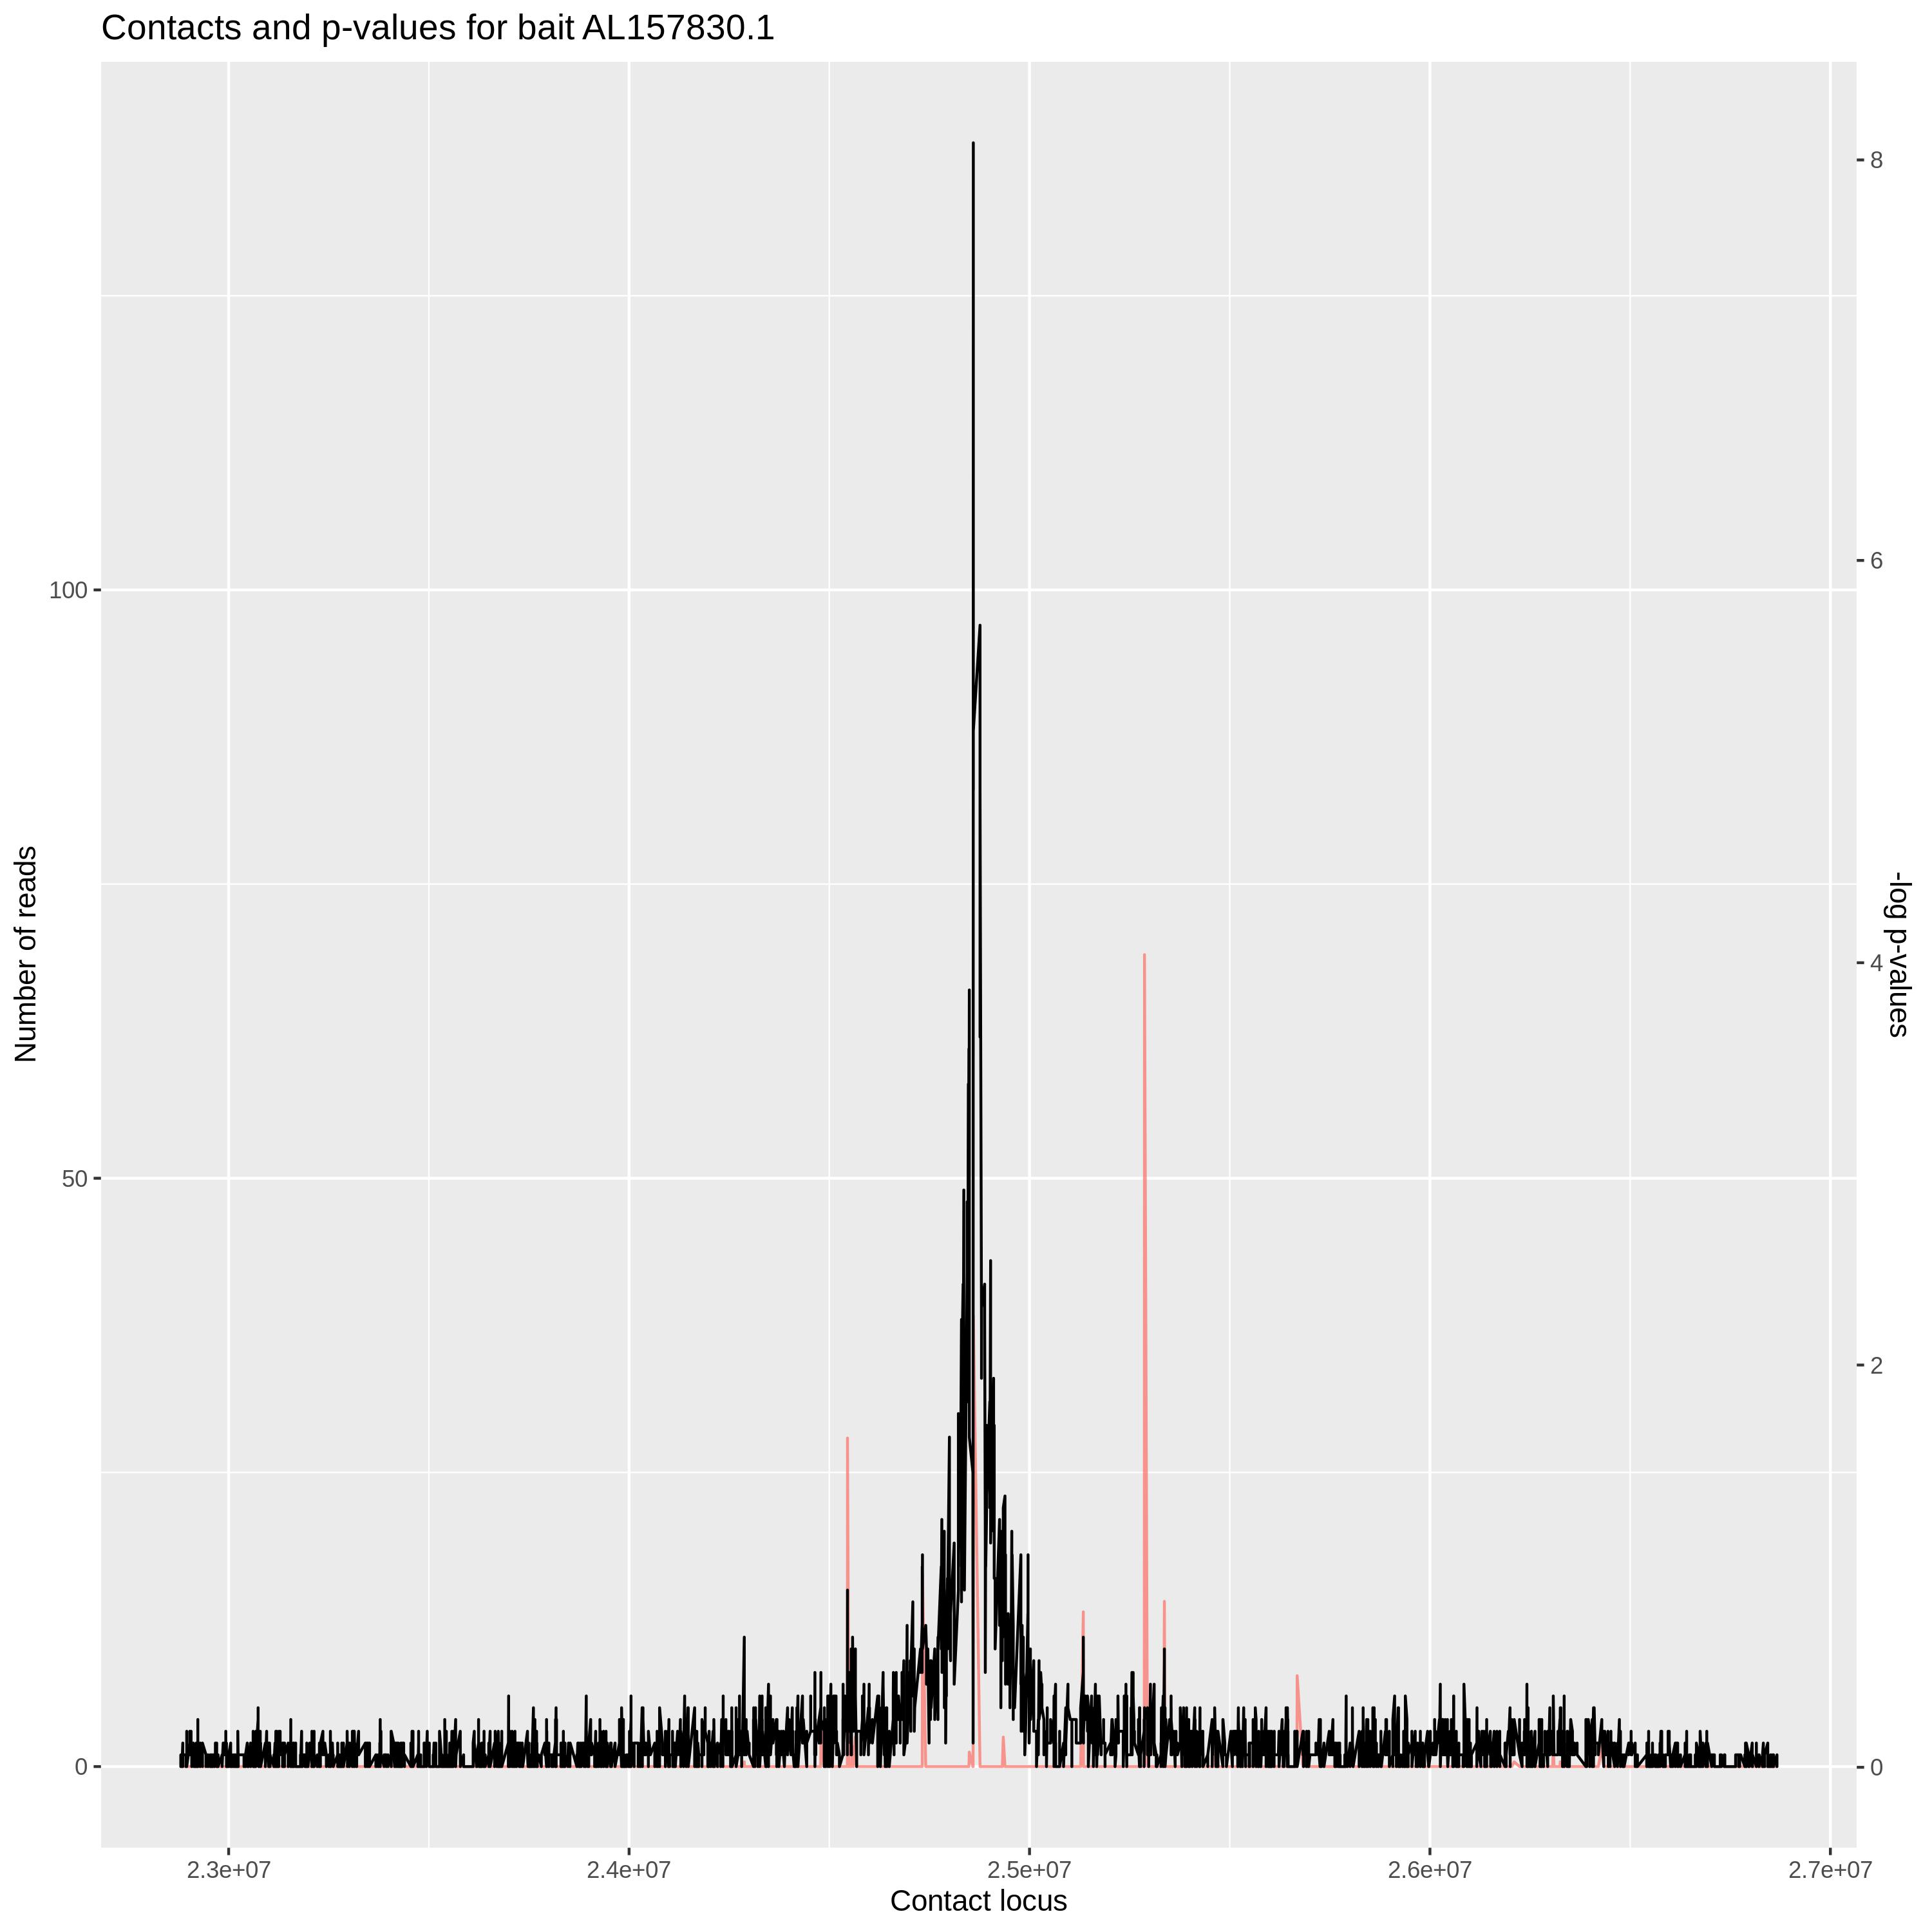 Contacts and p-values for bait AL157830.1
Number of reads
100
50
0
8
6
4
2
0
-log p-values
2.3e+07
2.4e+07
2.5e+07
2.6e+07
2.7e+07
Contact locus